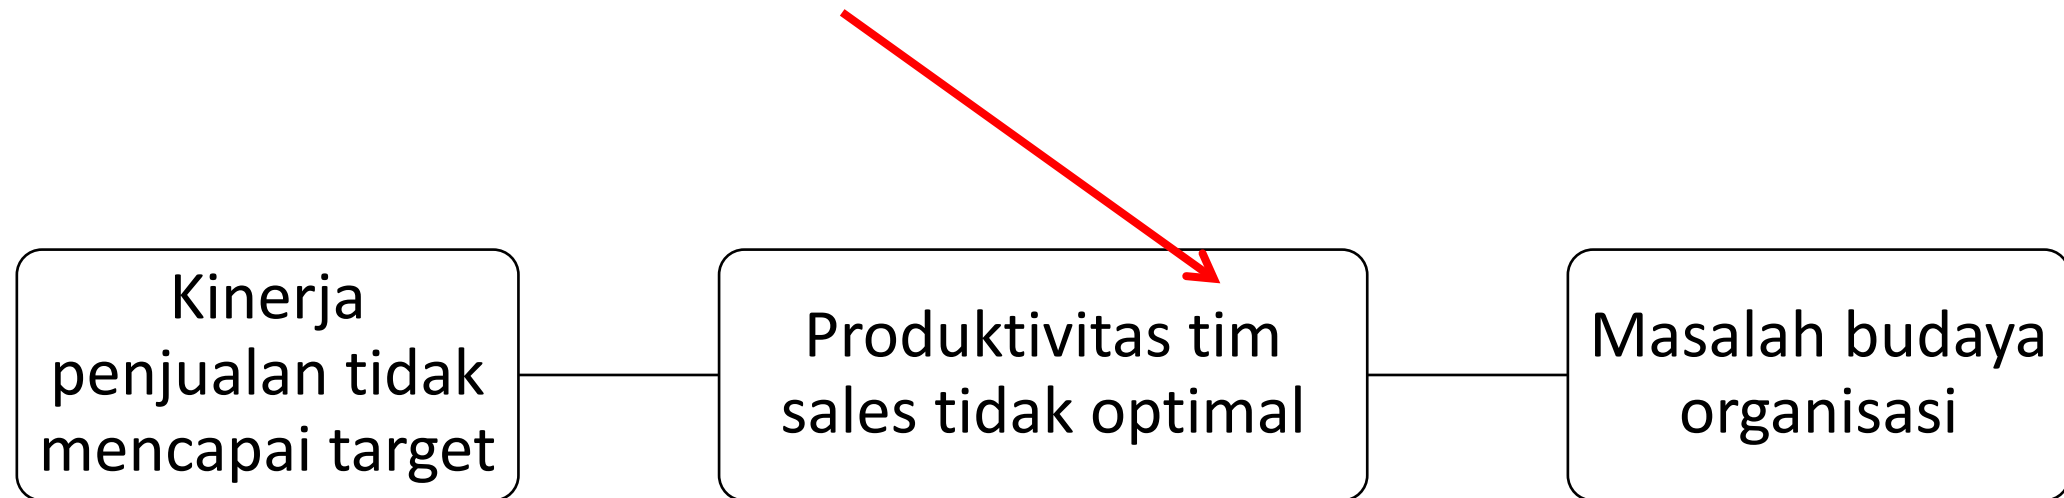 Kinerja
penjualan tidak
mencapai target
Produktivitas tim
sales tidak optimal
Masalah budaya
organisasi